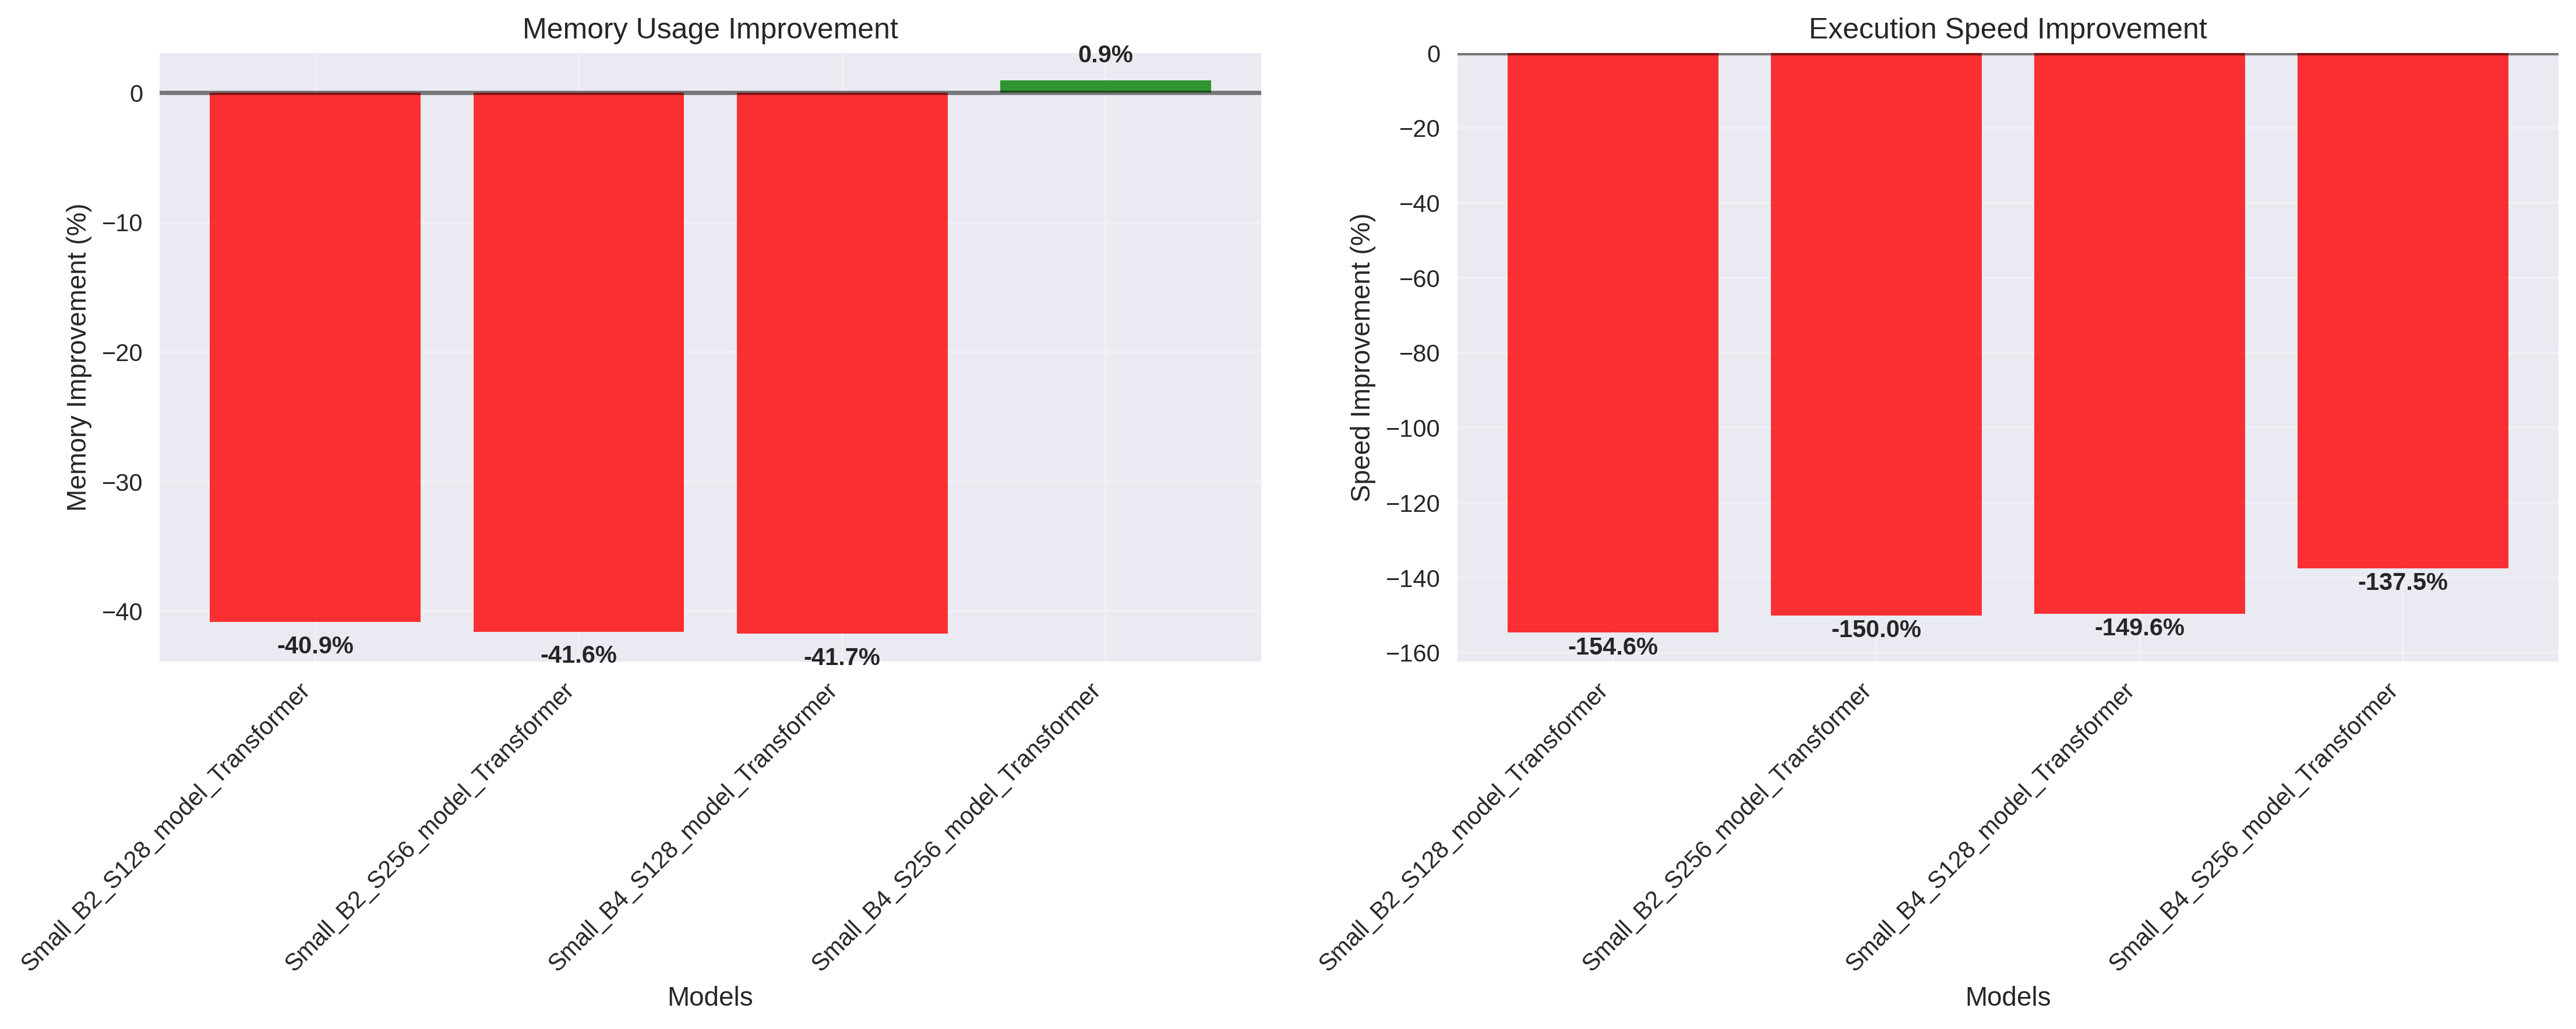 Memory Usage Improvement
Memory Improvement (%)
0
−10
−20
−30
−40
-40.9%
-41.6%
-41.7%
0.9%
Small_B2_S128_model_Transformer
Small_B2_S256_model_Transformer
Small_B4_S128_model_Transformer
Small_B4_S256_model_Transformer
Models
Execution Speed Improvement
Speed Improvement (%)
0
−20
−40
−60
−80
−100
−120
−140
−160
-154.6%
-150.0%
-149.6%
-137.5%
Small_B2_S128_model_Transformer
Small_B2_S256_model_Transformer
Small_B4_S128_model_Transformer
Small_B4_S256_model_Transformer
Models